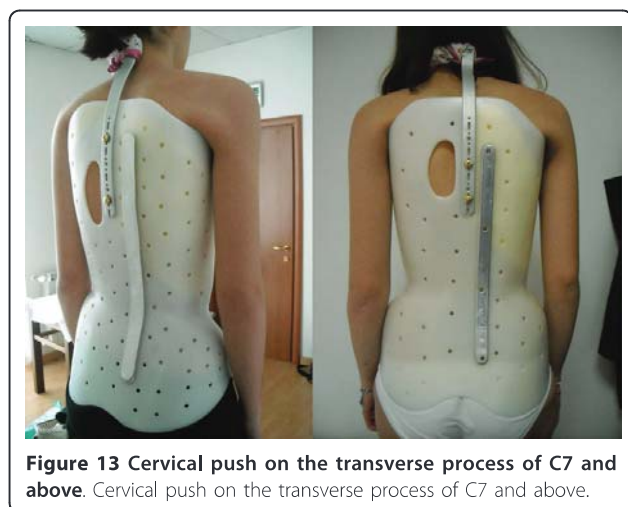 Figure 13 Cervical push on the transverse process of C7 and
above. Cervical push on the transverse process of C7 and above.